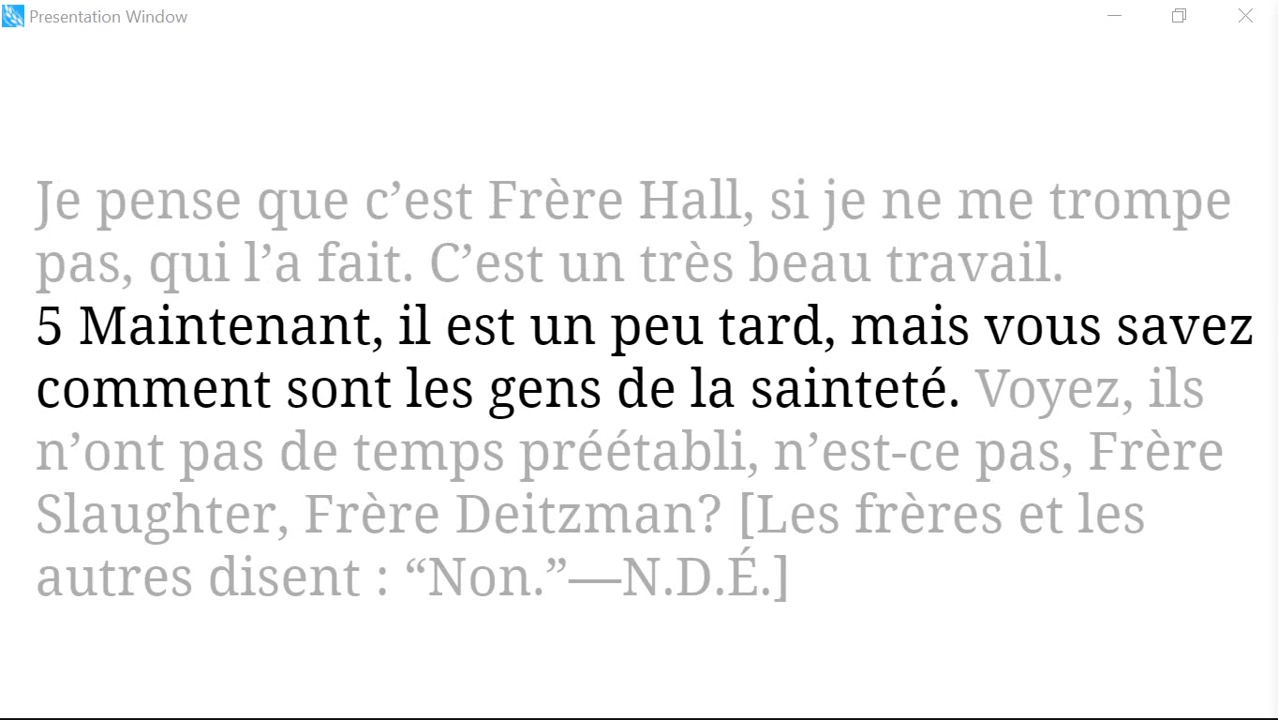 Presentation Window
Je pense que c’est Frère Hall, si je ne me trompe
pas, qui l’a fait. C’est un très beau travail.
5 Maintenant, il est un peu tard, mais vous savez
comment sont les gens de la sainteté. Voyez, ils
n’ont pas de temps préétabli, n’est-ce pas, Frère
Slaughter, Frère Deitzman? [Les frères et les
autres disent : “Non.”—N.D.É.]